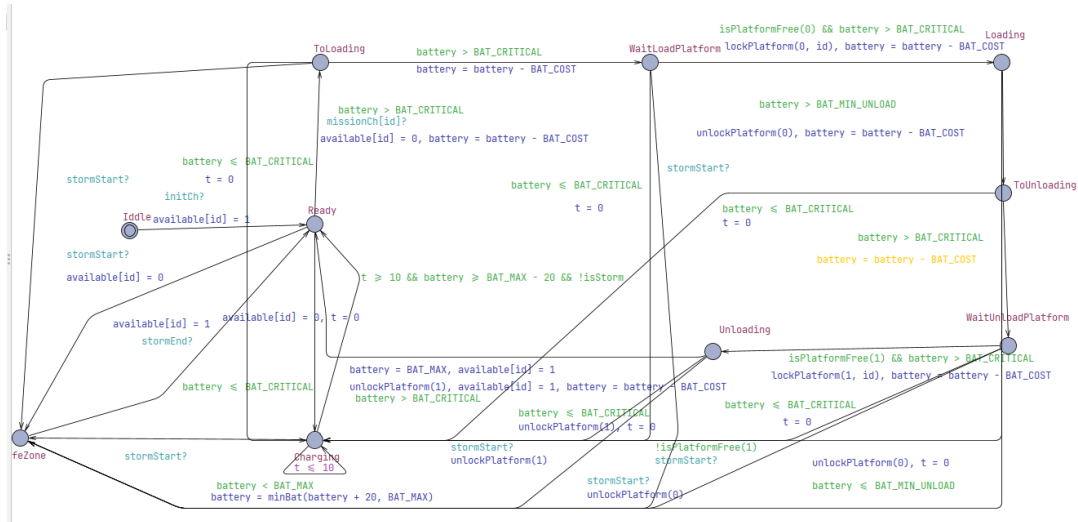 isPlatformFree(0) && battery > BAT_CRITICAL
Loading
ToLoading
battery > BAT_CRITICAL
WaitLoadPlatform
lockPlatform(0, id), battery = battery - BAT_COST
battery = battery - BAT_COST
battery > BAT_CRITICAL
missionCh[id]?
available[id] = 0, battery = battery - BAT_COST
battery > BAT_MIN_UNLOAD
unlockPlatform(0), battery = battery - BAT_COST
battery ⩽ BAT_CRITICAL
t = 0
stormStart?
initCh?
stormStart?
battery ⩽ BAT_CRITICAL
t = 0
ToUnloading
Iddle
available[id] = 1
Ready
battery ⩽ BAT_CRITICAL
t = 0
battery > BAT_CRITICAL
battery = battery - BAT_COST
stormStart?
available[id] = 0
t ⩾ 10 && battery ⩾ BAT_MAX - 20 && !isStorm
available[id] = 1
available[id] = 0, t = 0
stormEnd?
Unloading
WaitUnloadPlatform
isPlatformFree(1) && battery > BAT_CRITICAL
lockPlatform(1, id), battery = battery - BAT_COST
battery = BAT_MAX, available[id] = 1
unlockPlatform(1), available[id] = 1, battery = battery - BAT_COST
battery > BAT_CRITICAL
battery ⩽ BAT_CRITICAL
battery ⩽ BAT_CRITICAL
unlockPlatform(1), t = 0
battery ⩽ BAT_CRITICAL
t = 0
feZone
stormStart?
Charging
t ⩽ 10
stormStart?
unlockPlatform(1)
!isPlatformFree(1)
stormStart?
battery < BAT_MAX
battery = minBat(battery + 20, BAT_MAX)
stormStart?
unlockPlatform(0)
unlockPlatform(0), t = 0
battery ⩽ BAT_MIN_UNLOAD